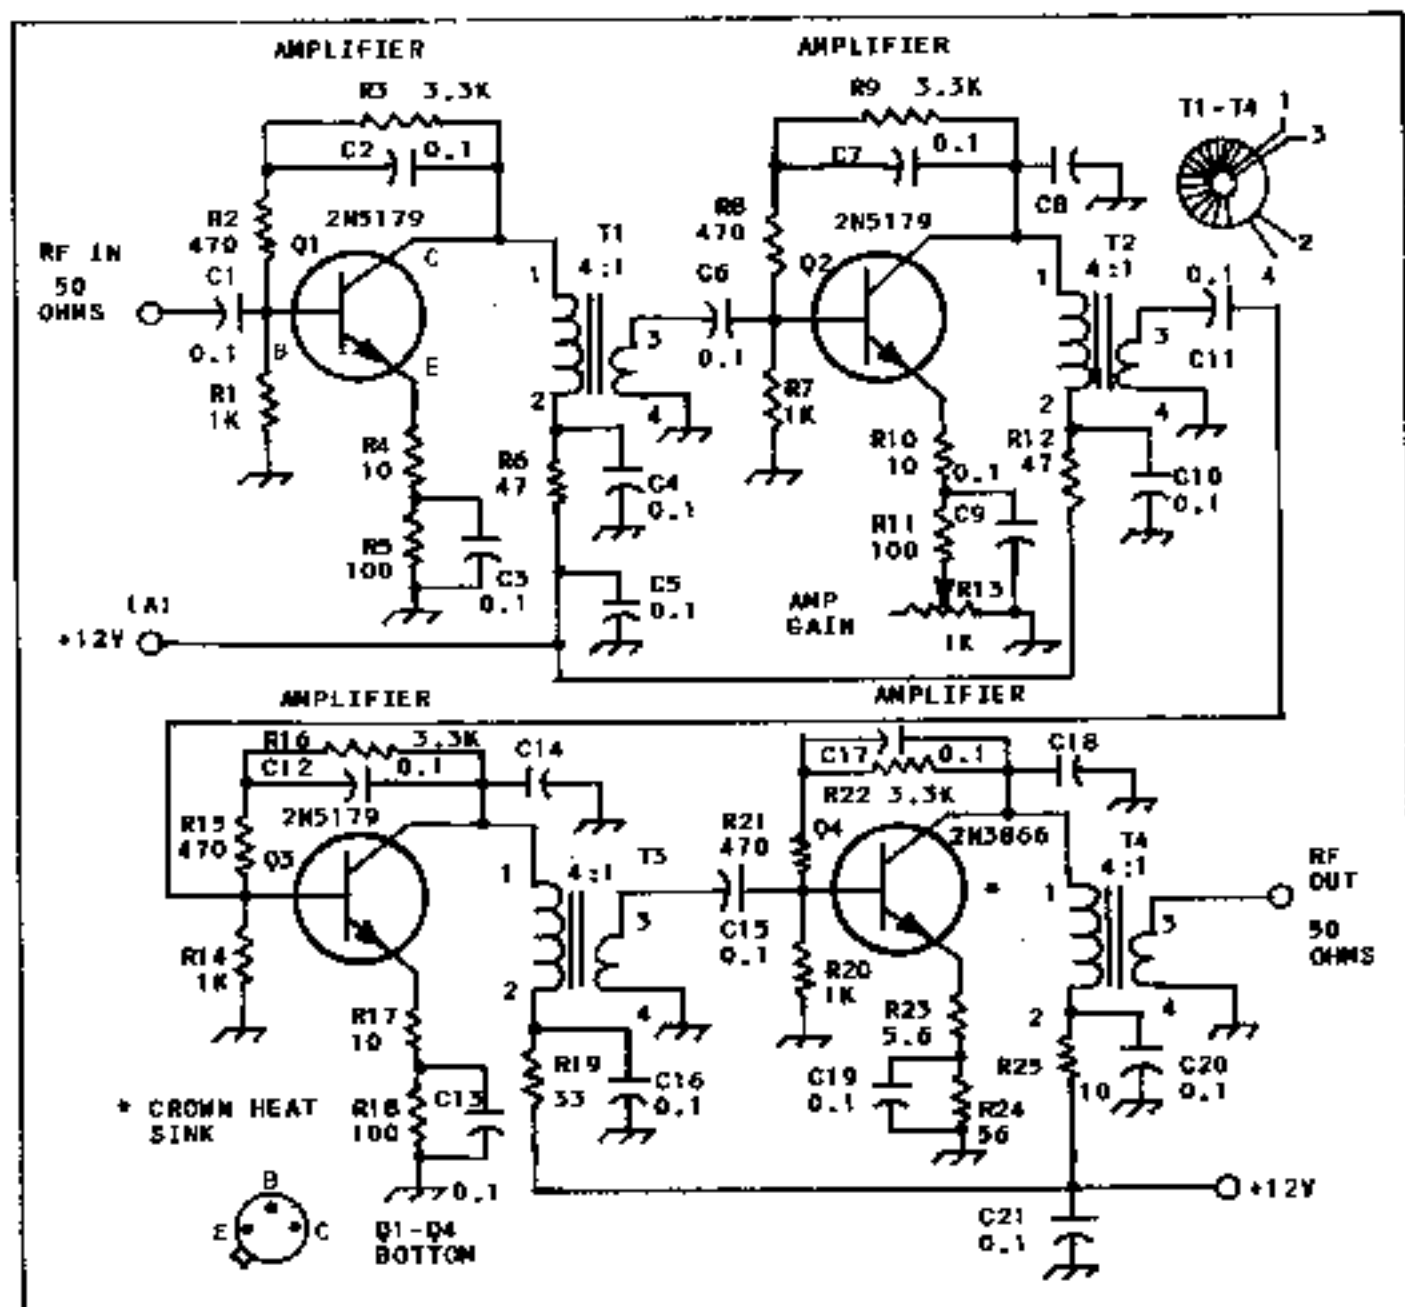 AMPLIFIER
AMPLIFIER
R3 3.3K
R9 3.3K
T1-T4
1
3
2
4
C2 0.1
C7 0.1
C8
R2
470
2N5179
Q1
C
T1
4:1
1
R8
470
2N5179
Q2
T2
4:1
1
RF IN
50
OHMS
C1
0.1
B
E
3
C6
0.1
0.1
C11
3
R1
1K
2
4
R7
1K
2
4
R4
10
R6
47
C4
0.1
R10
10
0.1
C9
R12
47
C10
0.1
R5
100
C3
0.1
C5
0.1
R11
100
R13
1K
AMP
GAIN
(A)
+12V
AMPLIFIER
AMPLIFIER
R16 3.3K
C12 0.1
C14
C17 0.1
C18
R22 3.3K
2N5179
R15
470
Q3
T3
4:1
1
R21
470
Q4
2N3866
*
T4
4:1
1
RF
OUT
50
OHMS
3
C15
0.1
3
R14
1K
2
4
R20
1K
2
4
R17
10
R19
33
C16
0.1
R23
5.6
C19
0.1
R24
56
R25
10
C20
0.1
* CROWN HEAT
SINK
R18
100
C13
0.1
B
E
C
Q1-Q4
BOTTOM
C21
0.1
+12V